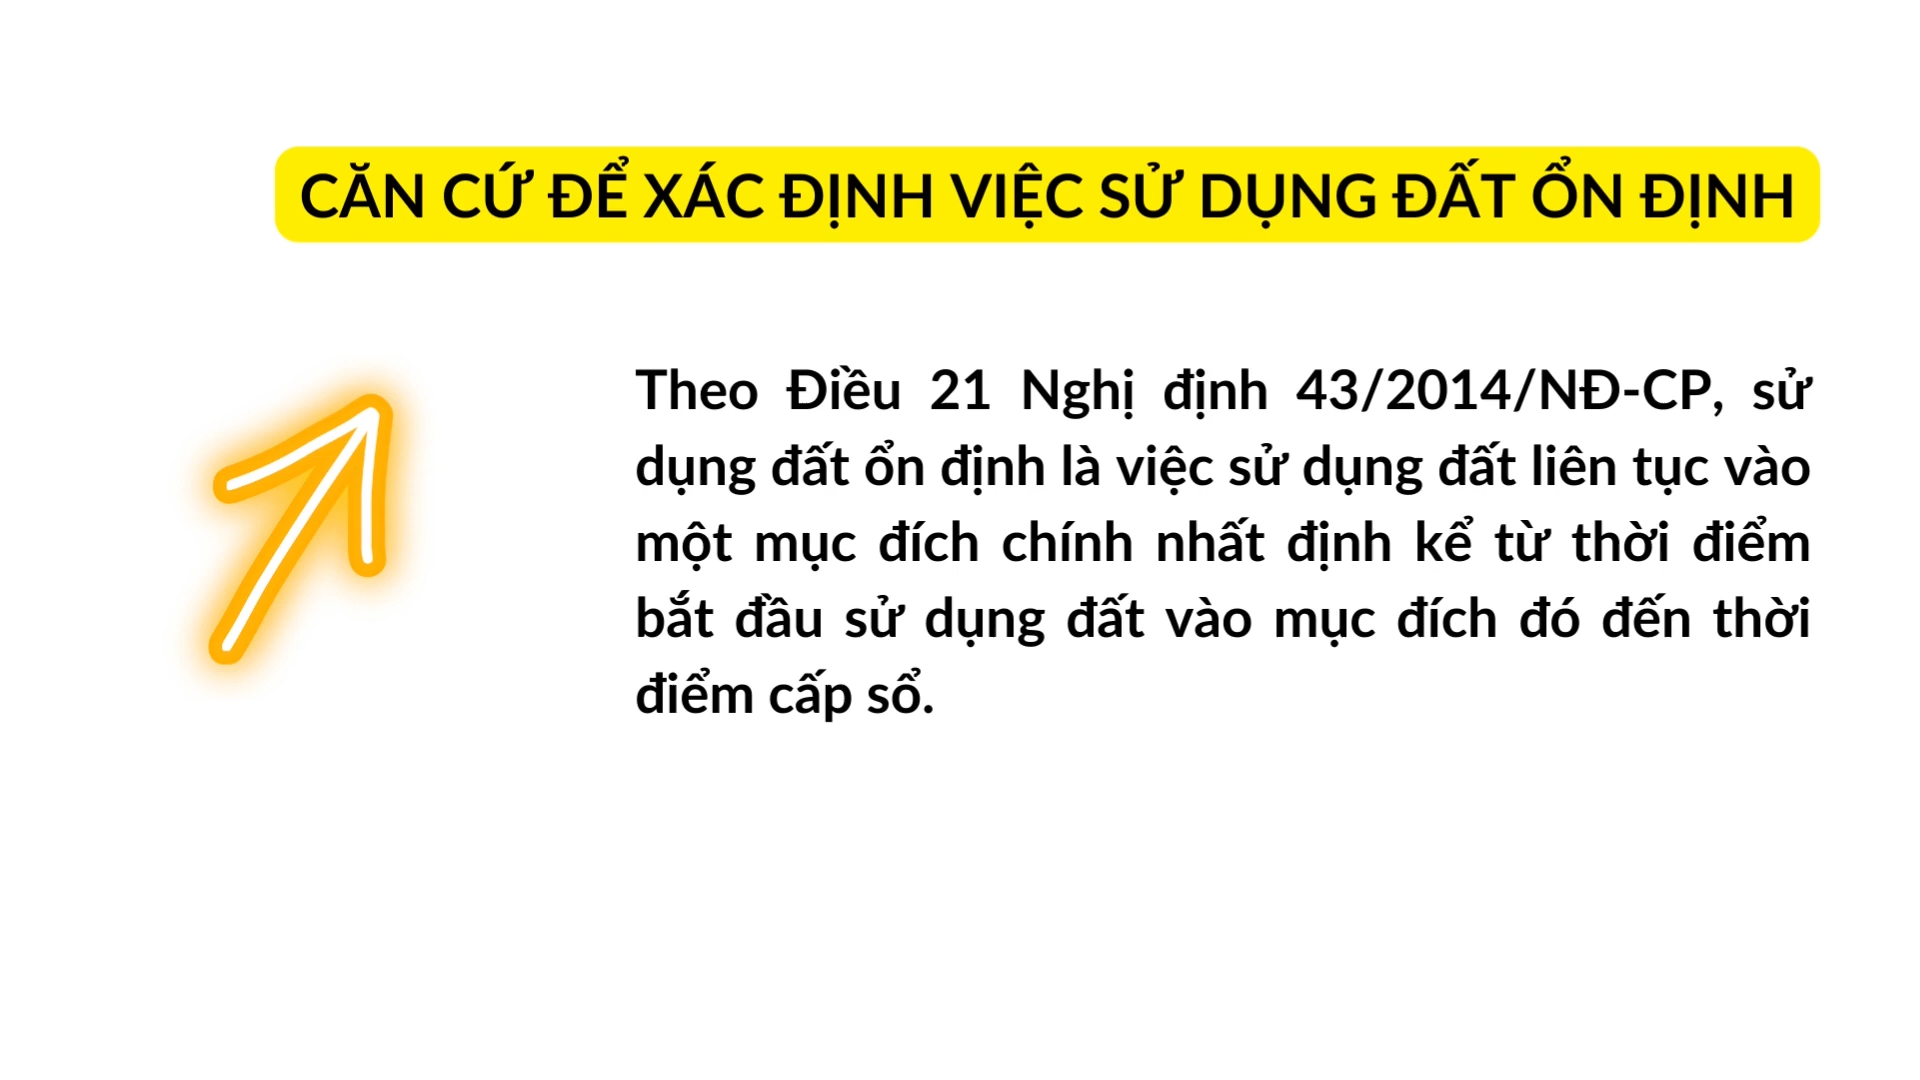 CĂN CỨ ĐỂ XÁC ĐỊNH VIỆC SỬ DỤNG ĐẤT ỔN ĐỊNH
Theo Điều 21 Nghị định 43/2014/NĐ-CP, sử
dụng đất ổn định là việc sử dụng đất liên tục vào
một mục đích chính nhất định kể từ thời điểm
bắt đầu sử dụng đất vào mục đích đó đến thời
điểm cấp sổ.